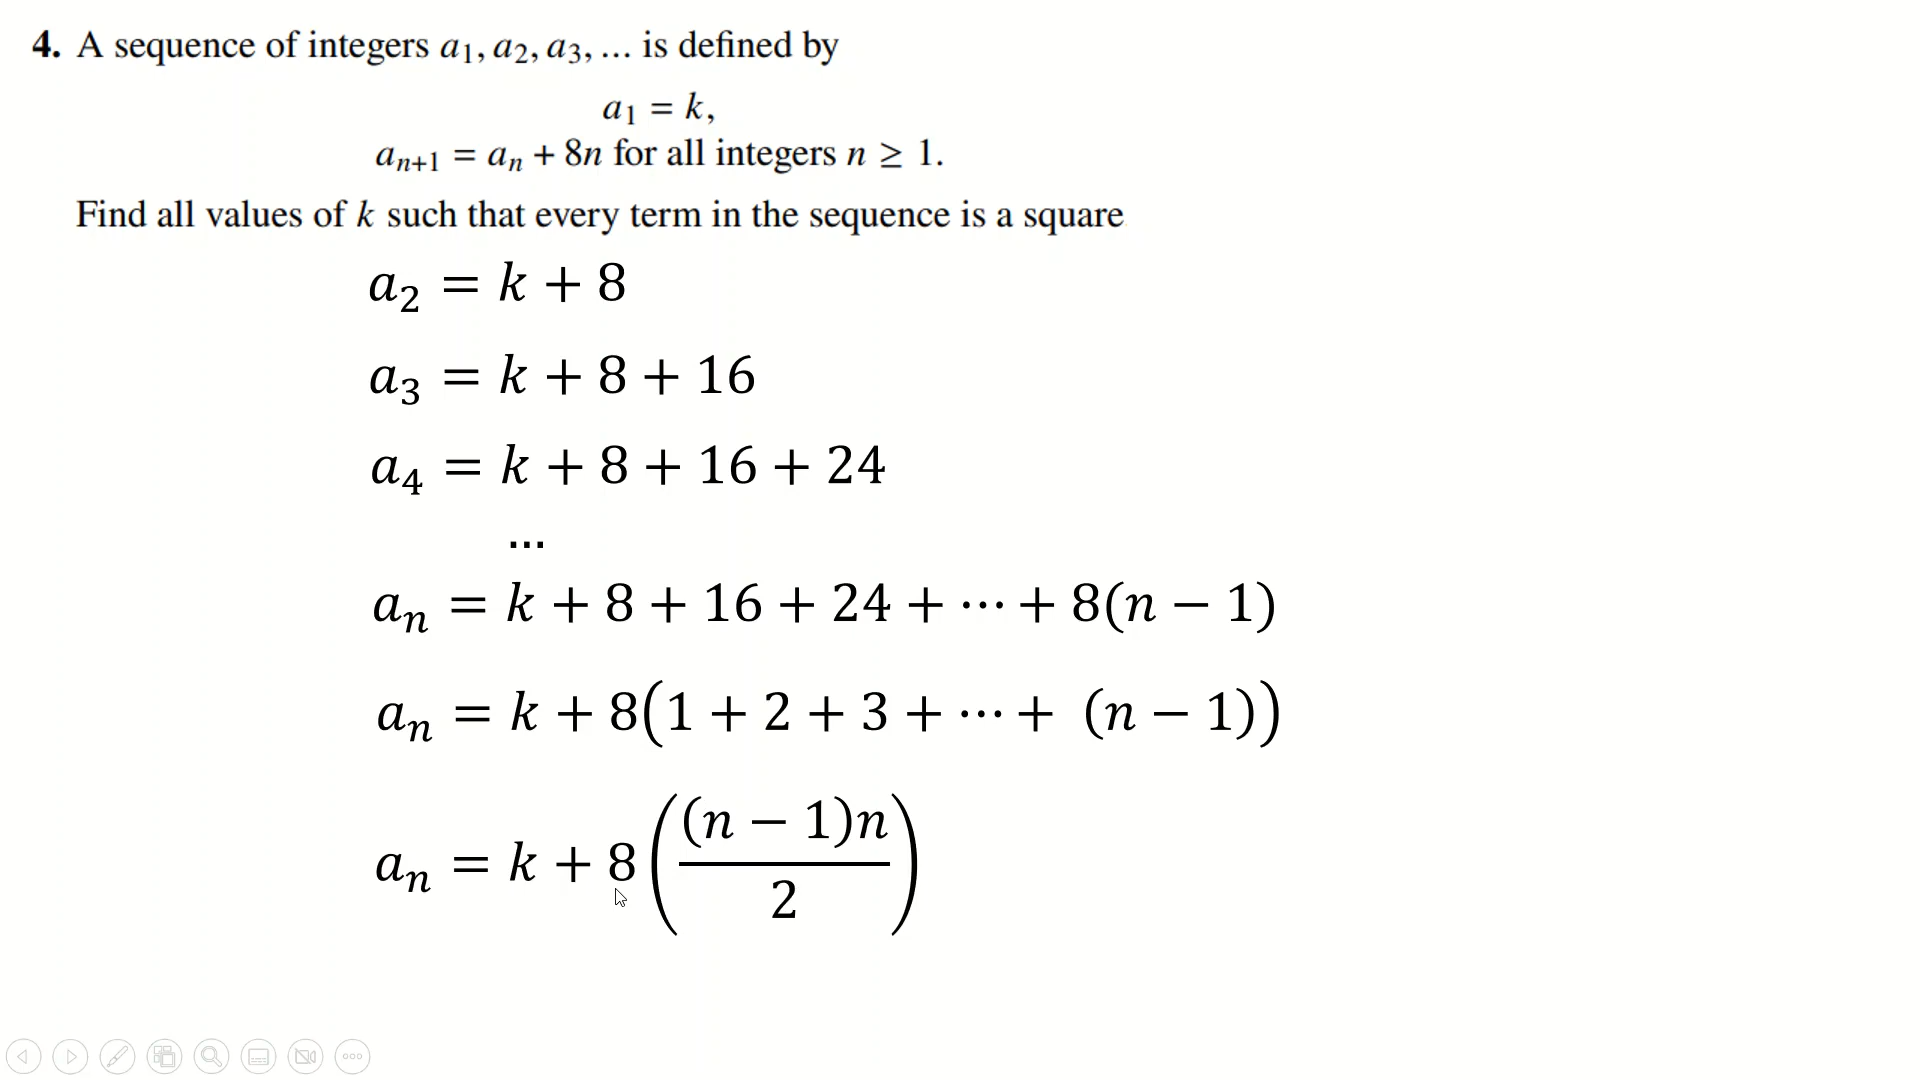 4. A sequence of integers a₁, a₂, a₃, ... is defined by
a₁ = k,
aₙ₊₁ = aₙ + 8n for all integers n ≥ 1.
Find all values of k such that every term in the sequence is a square
a₂ = k + 8
a₃ = k + 8 + 16
a₄ = k + 8 + 16 + 24
...
aₙ = k + 8 + 16 + 24 + ⋯ + 8(n − 1)
aₙ = k + 8(1 + 2 + 3 + ⋯ + (n − 1))
aₙ = k + 8((n − 1)n / 2)